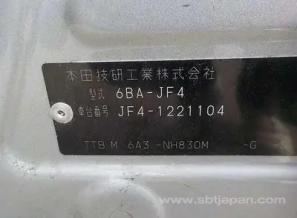 本田技研工業株式会社
型式 6BA-JF4
車台番号 JF4-1221104
TTB M 6A3 -NH830M -G
www.sbtjapan.com